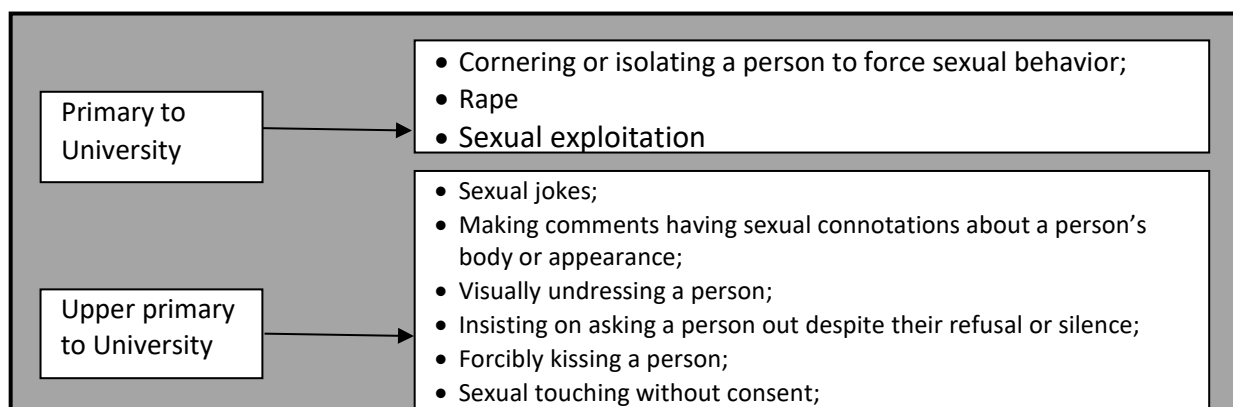 Primary to
University
• Cornering or isolating a person to force sexual behavior;
• Rape
• Sexual exploitation
Upper primary
to University
• Sexual jokes;
• Making comments having sexual connotations about a person’s
body or appearance;
• Visually undressing a person;
• Insisting on asking a person out despite their refusal or silence;
• Forcibly kissing a person;
• Sexual touching without consent;